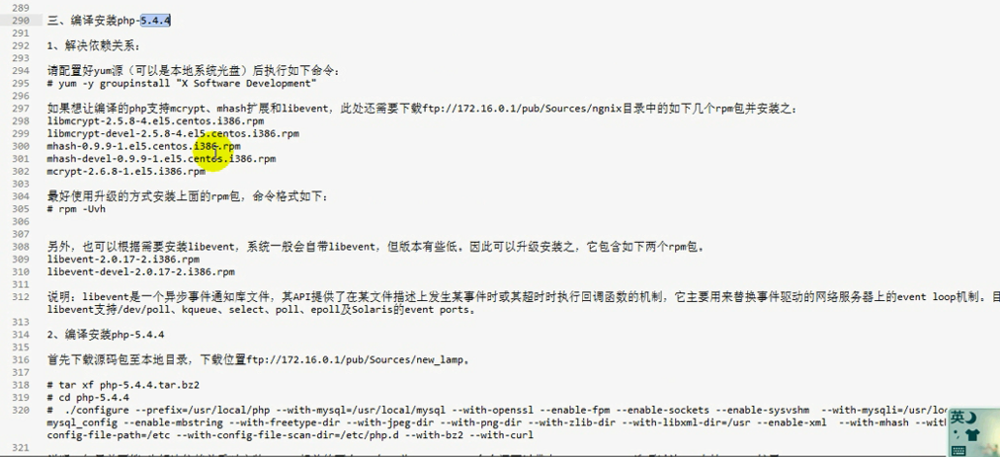 289
290 三、编译安装php-5.4.4
291
292 1、解决依赖关系：
293
294 请配置好yum源（可以是本地系统光盘）后执行如下命令：
295 # yum -y groupinstall "X Software Development"
296
297 如果想让编译的php支持mcrypt、mhash扩展和libevent，此处还需要下载ftp://172.16.0.1/pub/Sources/ngnix目录中的如下几个rpm包并安装之：
298 libmcrypt-2.5.8-4.el5.centos.i386.rpm
299 libmcrypt-devel-2.5.8-4.el5.centos.i386.rpm
300 mhash-0.9.9-1.el5.centos.i386.rpm
301 mhash-devel-0.9.9-1.el5.centos.i386.rpm
302 mcrypt-2.6.8-1.el5.i386.rpm
303
304 最好使用升级的方式安装上面的rpm包，命令格式如下：
305 # rpm -Uvh
306
307
308 另外，也可以根据需要安装libevent，系统一般会自带libevent，但版本有些低。因此可以升级安装之，它包含如下两个rpm包。
309 libevent-2.0.17-2.i386.rpm
310 libevent-devel-2.0.17-2.i386.rpm
311
312 说明：libevent是一个异步事件通知库文件，其API提供了在某文件描述上发生某事件时或其超时时执行回调函数的机制，它主要用来替换事件驱动的网络服务器上的event loop机制。
libevent支持/dev/poll、kqueue、select、poll、epoll及Solaris的event ports。
313
314 2、编译安装php-5.4.4
315
316 首先下载源码包至本地目录，下载位置ftp://172.16.0.1/pub/Sources/new_lamp。
317
318 # tar xf php-5.4.4.tar.bz2
319 # cd php-5.4.4
320 # ./configure --prefix=/usr/local/php --with-mysql=/usr/local/mysql --with-openssl --enable-fpm --enable-sockets --enable-sysvshm --with-mysqli=/usr/
mysql_config --enable-mbstring --with-freetype-dir --with-jpeg-dir --with-png-dir --with-zlib-dir --with-libxml-dir=/usr --enable-xml --with-mhash
config-file-path=/etc --with-config-file-scan-dir=/etc/php.d --with-bz2 --with-curl
321
英